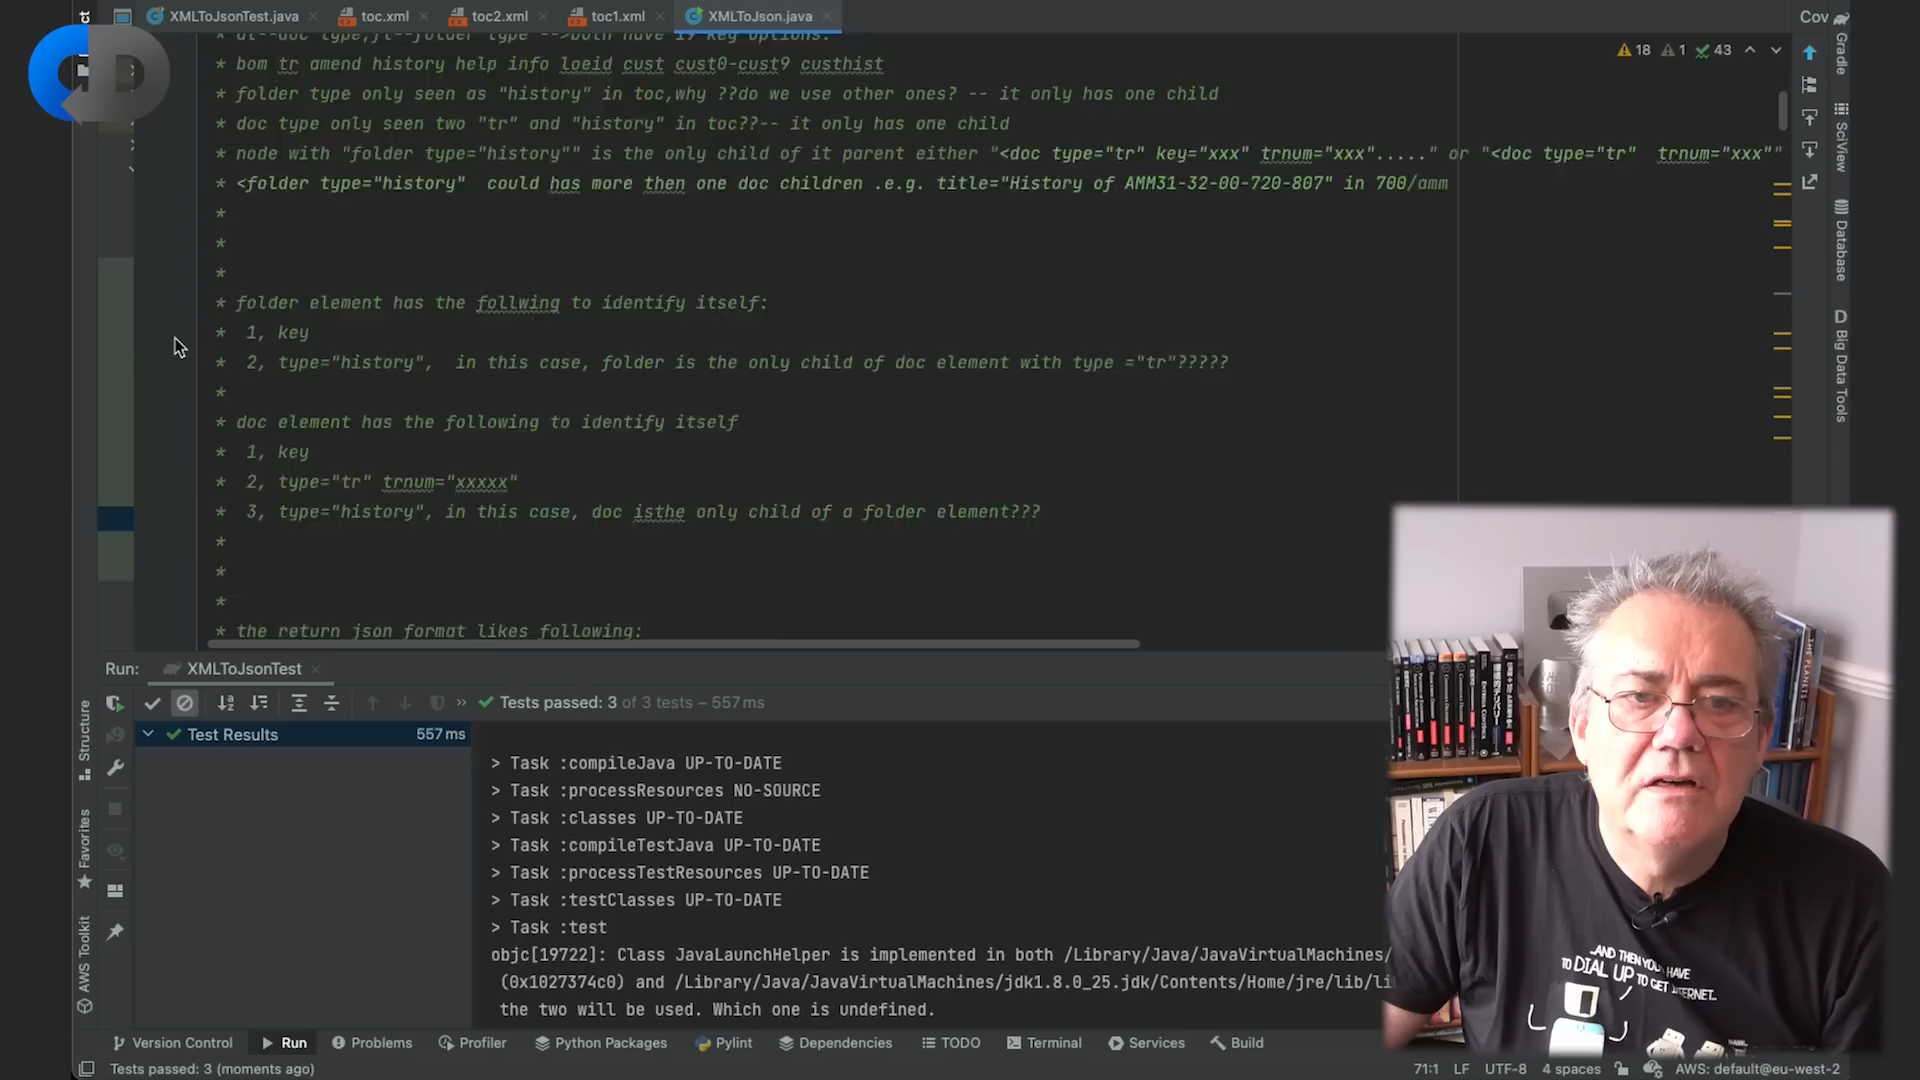 XMLToJsonTest.java
toc.xml
toc2.xml
toc1.xml
XMLToJson.java
Cov
* bom tr amend history help info loeid cust cust0-cust9 custhist
18
1
43
* folder type only seen as "history" in toc,why ??do we use other ones? -- it only has one child
* doc type only seen two "tr" and "history" in toc??-- it only has one child
* node with "folder type="history"" is the only child of it parent either "<doc type="tr" key="xxx" trnum="xxx"....." or "<doc type="tr" trnum="xxx""
* <folder type="history" could has more then one doc children .e.g. title="History of AMM31-32-00-720-807" in 700/amm
*
*
*
* folder element has the follwing to identify itself:
* 1, key
* 2, type="history", in this case, folder is the only child of doc element with type ="tr"?????
*
* doc element has the following to identify itself
* 1, key
* 2, type="tr" trnum="xxxxx"
* 3, type="history", in this case, doc isthe only child of a folder element???
*
*
*
* the return json format likes following:
Gradle
SciView
Database
Big Data Tools
Run:
XMLToJsonTest
Tests passed: 3 of 3 tests – 557 ms
Test Results
557 ms
> Task :compileJava UP-TO-DATE
> Task :processResources NO-SOURCE
> Task :classes UP-TO-DATE
> Task :compileTestJava UP-TO-DATE
> Task :processTestResources UP-TO-DATE
> Task :testClasses UP-TO-DATE
> Task :test
objc[19722]: Class JavaLaunchHelper is implemented in both /Library/Java/JavaVirtualMachines/
(0x1027374c0) and /Library/Java/JavaVirtualMachines/jdk1.8.0_25.jdk/Contents/Home/jre/lib/li
the two will be used. Which one is undefined.
Structure
Favorites
AWS Toolkit
...AND THEN YOU HAVE
TO DIAL UP TO GET INTERNET...
THE PLANETS
Version Control
Run
Problems
Profiler
Python Packages
Pylint
Dependencies
TODO
Terminal
Services
Build
Tests passed: 3 (moments ago)
71:1
LF
UTF-8
4 spaces
AWS: default@eu-west-2